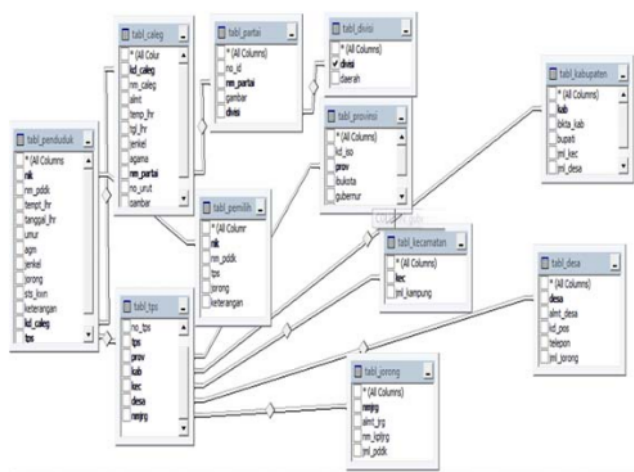 tabl_penduduk
* (All Columns
nik
nm_pddk
tempt_lhr
tanggal_lhr
umur
agm
jenkel
jorong
sts_kwn
keterangan
kd_caleg
tps
tabl_caleg
* (All Colur
kd_caleg
nm_caleg
almt
temp_lhr
tgl_lhr
jenkel
agama
nm_partai
no_urut
gambar
tabl_partai
* (All Columns)
no_id
nm_partai
gambar
divisi
tabl_divisi
* (All Columns)
divisi
daerah
tabl_provinsi
* (All Columns)
kd_iso
prov
ibukota
gubernur
tabl_kabupaten
* (All Columns)
kab
ibkta_kab
bupati
jml_kec
jml_desa
tabl_pemilih
* (All Colum
nik
nm_pddk
tps
jorong
keterangan
tabl_kecamatan
* (All Columns)
kec
jml_kampung
tabl_tps
no_tps
tps
prov
kab
kec
desa
nmjrg
tabl_desa
* (All Columns)
desa
almt_desa
kd_pos
telepon
jml_jorong
tabl_jorong
* (All Columns)
nmjrg
almt_jrg
nm_kpljrg
jml_pddk